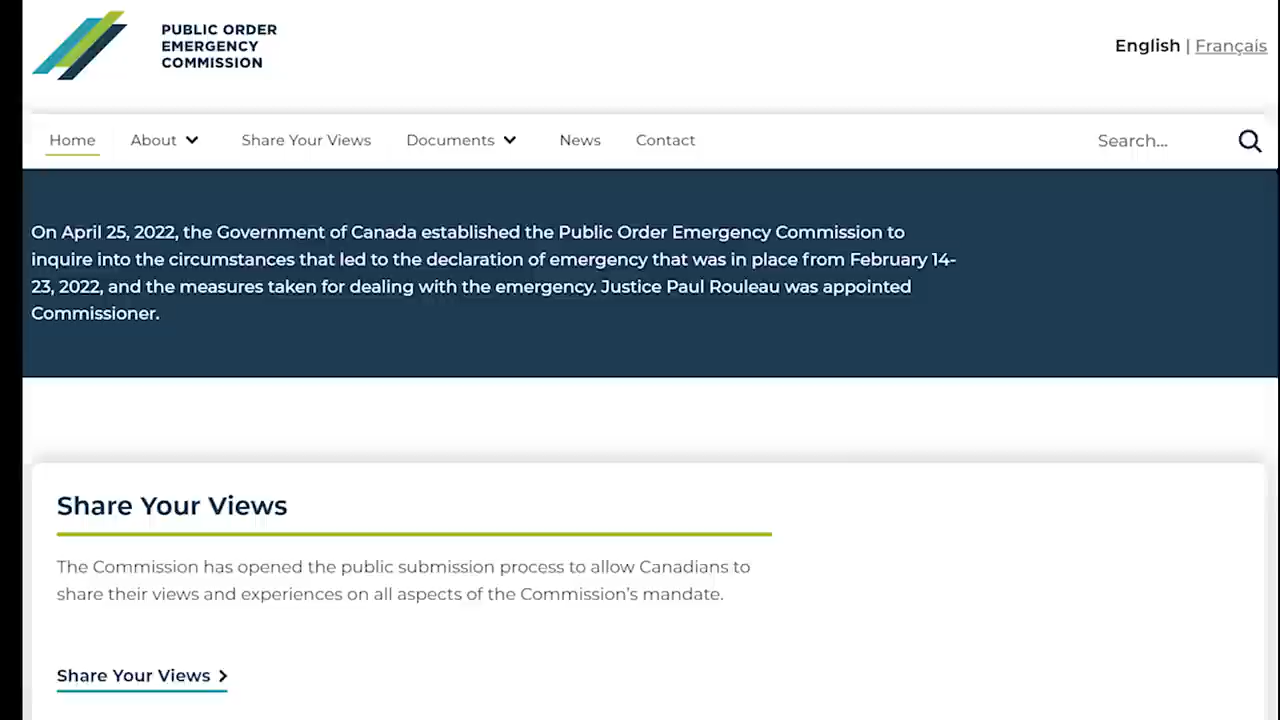 PUBLIC ORDER
EMERGENCY
COMMISSION
English | Français
Home About Share Your Views Documents News Contact Search...
On April 25, 2022, the Government of Canada established the Public Order Emergency Commission to
inquire into the circumstances that led to the declaration of emergency that was in place from February 14-
23, 2022, and the measures taken for dealing with the emergency. Justice Paul Rouleau was appointed
Commissioner.
Share Your Views
The Commission has opened the public submission process to allow Canadians to
share their views and experiences on all aspects of the Commission's mandate.
Share Your Views